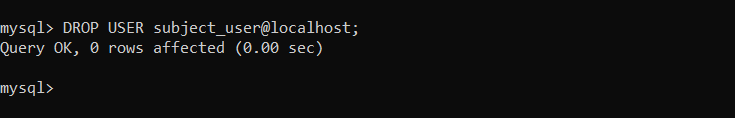 mysql> DROP USER subject_user@localhost;
Query OK, 0 rows affected (0.00 sec)
mysql>